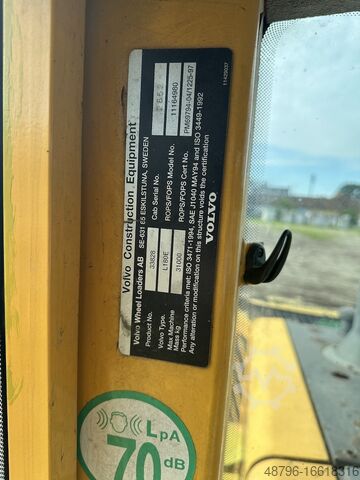 11429037
Volvo Construction Equipment
Volvo Wheel Loaders AB SE-631 85 ESKILSTUNA, SWEDEN
Product No. 33828 Cab Serial No.
Volvo Type. L180E ROPS/FOPS Model No. 11164980
Max Machine Mass kg 31000 ROPS/FOPS Cert No. PM69794-04/1225-97
Performance criteria met: ISO 3471-1994, SAE J1040 MAY94 and ISO 3449-1992
Any alteration or modification on this structure voids the certification
VOLVO
LpA
70
dB
48796-16618316